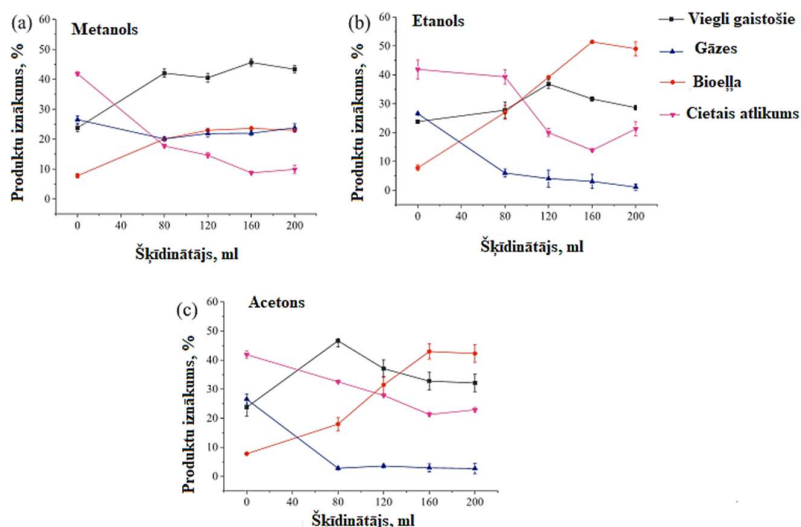 (a)
Metanols
Produktu iznākums, %
60
50
40
30
20
10
0
0 40 80 120 160 200
Šķīdinātājs, ml
(b)
Etanols
Produktu iznākums, %
60
50
40
30
20
10
0
0 40 80 120 160 200
Šķīdinātājs, ml
Viegli gaistošie
Gāzes
Bioeļļa
Cietais atlikums
(c)
Acetons
Produktu iznākums, %
60
50
40
30
20
10
0
0 40 80 120 160 200
Šķīdinātājs, ml